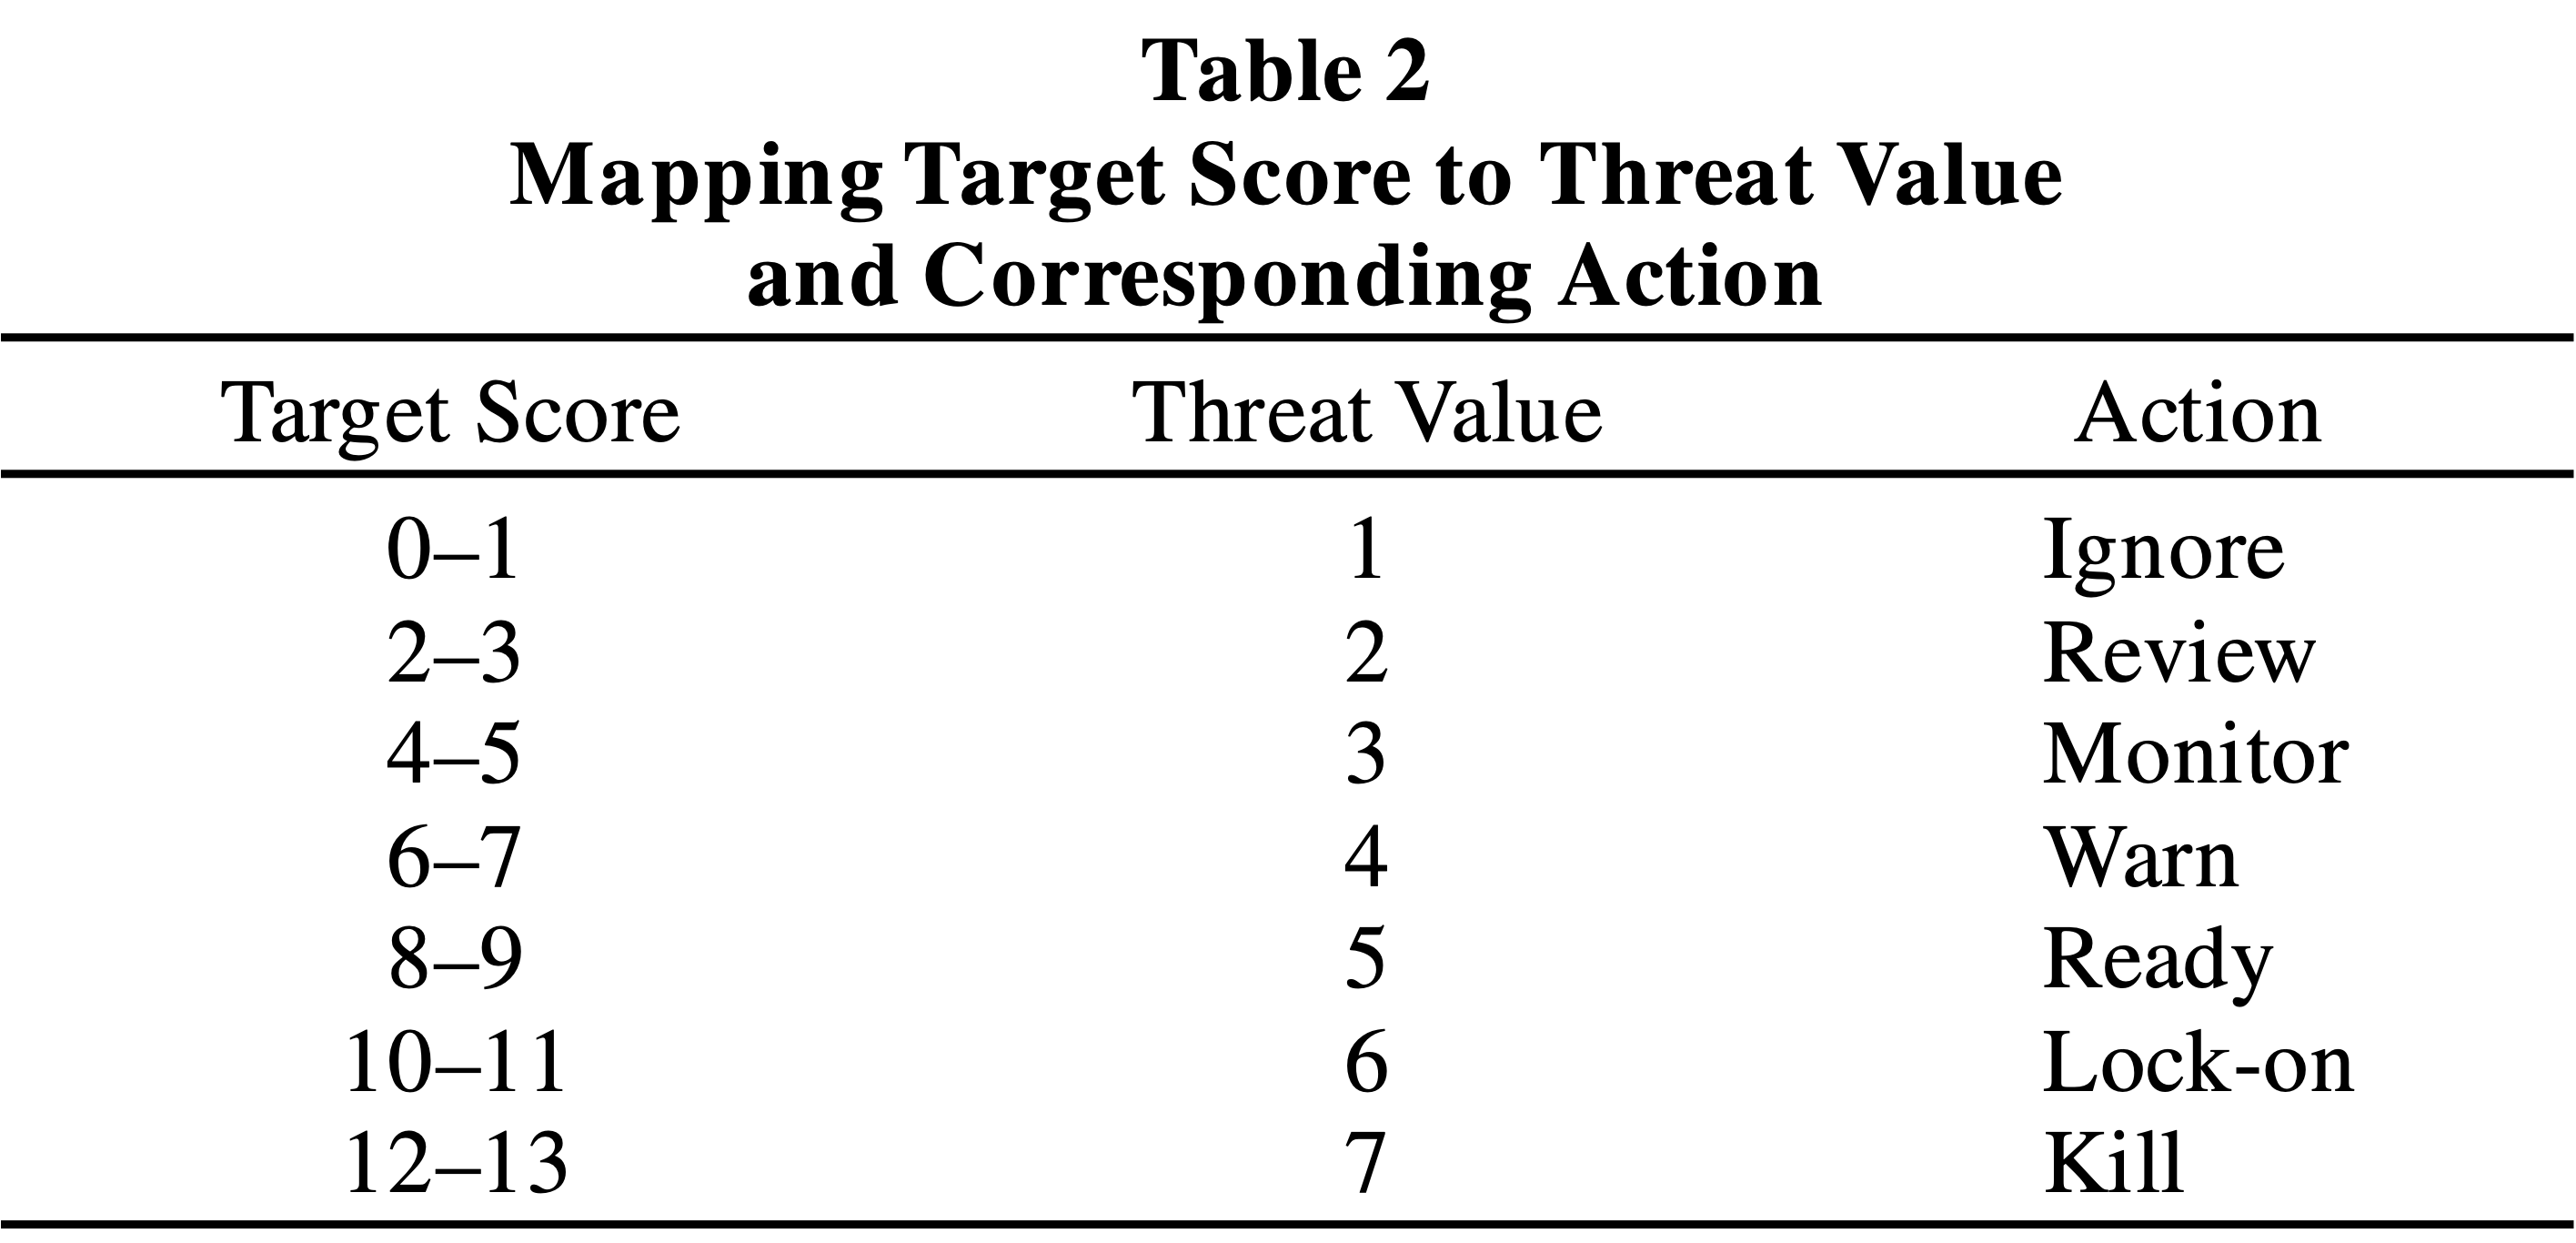 Table 2
Mapping Target Score to Threat Value
and Corresponding Action
Target Score Threat Value Action
0–1 1 Ignore
2–3 2 Review
4–5 3 Monitor
6–7 4 Warn
8–9 5 Ready
10–11 6 Lock-on
12–13 7 Kill